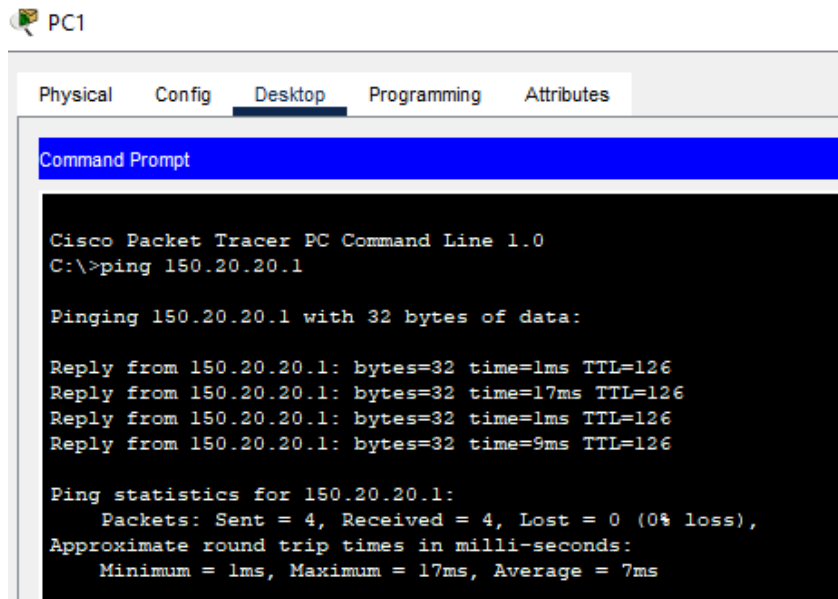 PC1
Physical Config Desktop Programming Attributes
Command Prompt
Cisco Packet Tracer PC Command Line 1.0
C:\>ping 150.20.20.1
Pinging 150.20.20.1 with 32 bytes of data:
Reply from 150.20.20.1: bytes=32 time=1ms TTL=126
Reply from 150.20.20.1: bytes=32 time=17ms TTL=126
Reply from 150.20.20.1: bytes=32 time=1ms TTL=126
Reply from 150.20.20.1: bytes=32 time=9ms TTL=126
Ping statistics for 150.20.20.1:
Packets: Sent = 4, Received = 4, Lost = 0 (0% loss),
Approximate round trip times in milli-seconds:
Minimum = 1ms, Maximum = 17ms, Average = 7ms